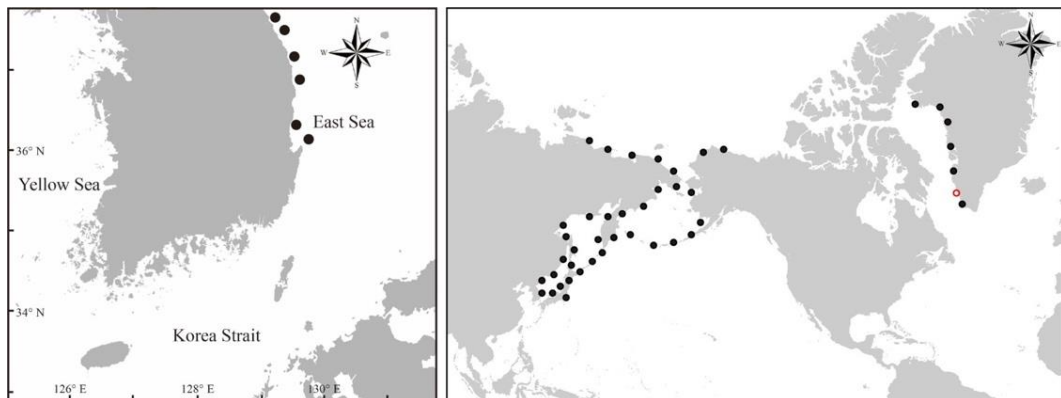 N
W E
S
East Sea
36° N
Yellow Sea
34° N
Korea Strait
126° E 128° E 130° E
N
W E
S